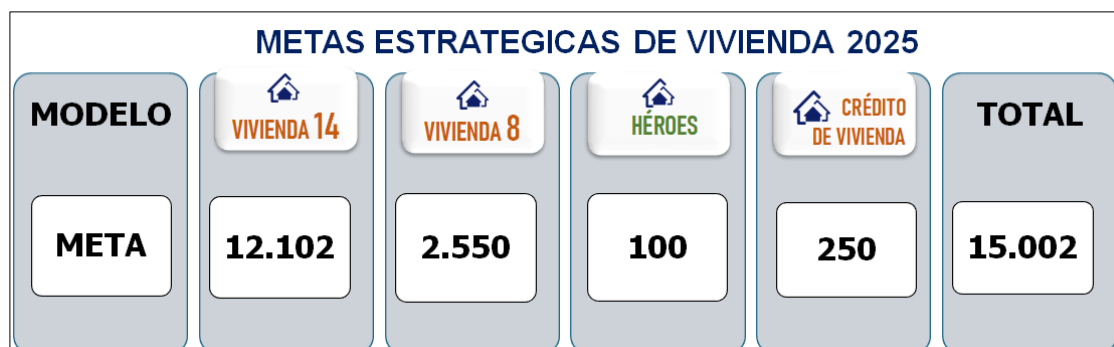 METAS ESTRATEGICAS DE VIVIENDA 2025
MODELO
VIVIENDA 14
VIVIENDA 8
HÉROES
CRÉDITO
DE VIVIENDA
TOTAL
META
12.102
2.550
100
250
15.002